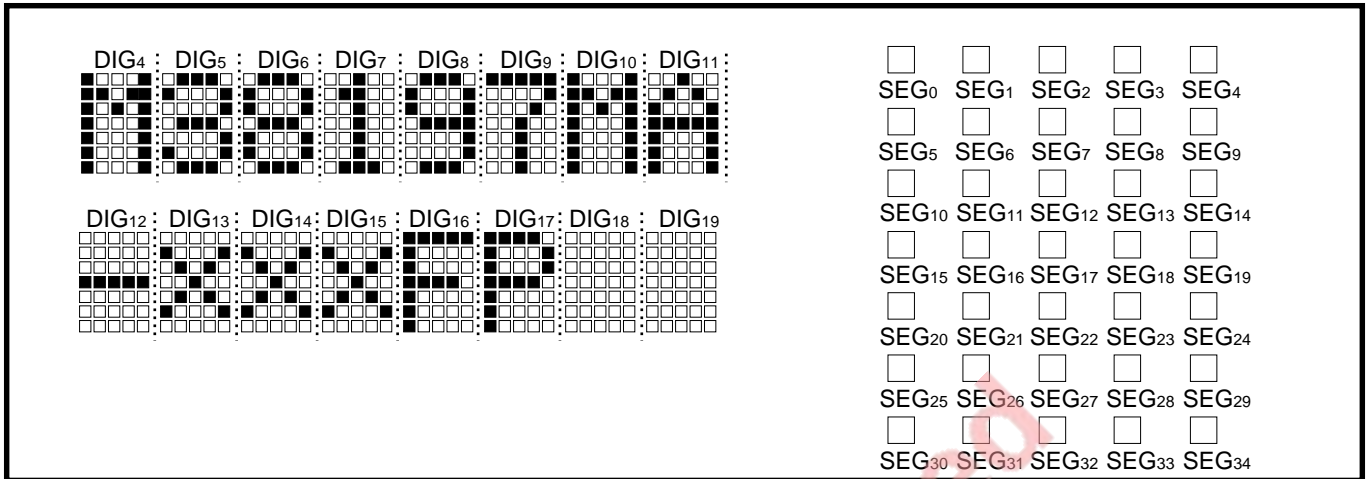 DIG4 DIG5 DIG6 DIG7 DIG8 DIG9 DIG10 DIG11
M38197MA
DIG12 DIG13 DIG14 DIG15 DIG16 DIG17 DIG18 DIG19
-XXXFP
SEG0 SEG1 SEG2 SEG3 SEG4
SEG5 SEG6 SEG7 SEG8 SEG9
SEG10 SEG11 SEG12 SEG13 SEG14
SEG15 SEG16 SEG17 SEG18 SEG19
SEG20 SEG21 SEG22 SEG23 SEG24
SEG25 SEG26 SEG27 SEG28 SEG29
SEG30 SEG31 SEG32 SEG33 SEG34